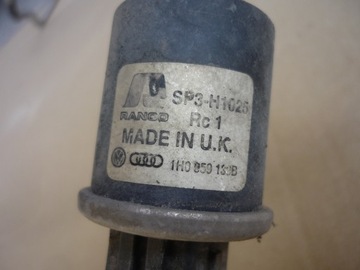 SP3-H1026
RANCO Rc 1
MADE IN U.K.
1H0 959 139B